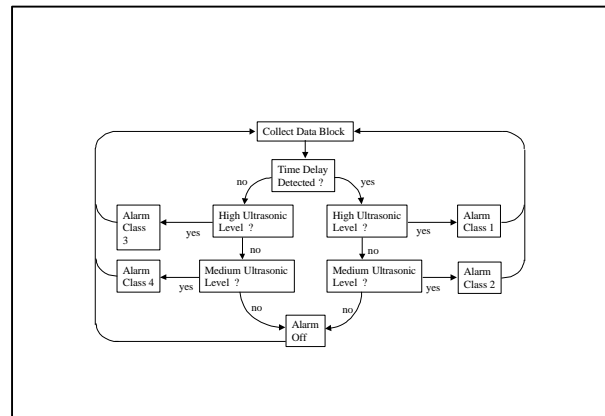 Collect Data Block
Time Delay
Detected ?
no
yes
Alarm
Class
3
yes
High Ultrasonic
Level ?
High Ultrasonic
Level ?
yes
Alarm
Class 1
no
no
Alarm
Class 4
yes
Medium Ultrasonic
Level ?
Medium Ultrasonic
Level ?
yes
Alarm
Class 2
no
no
Alarm
Off